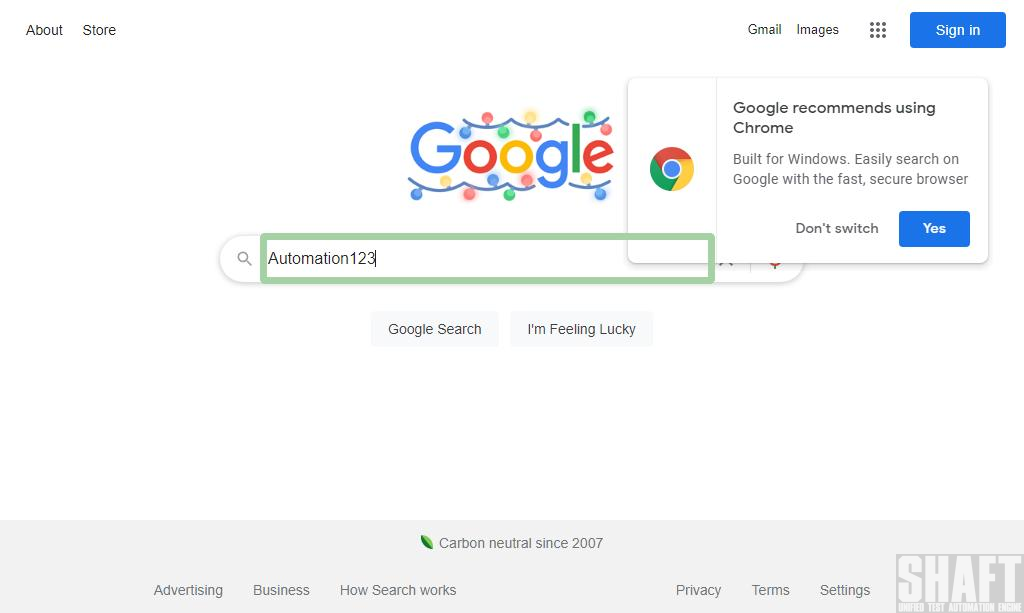 About Store
Gmail Images
Sign in
Google
Google recommends using
Chrome
Built for Windows. Easily search on
Google with the fast, secure browser
Don't switch
Yes
Automation123
Google Search
I'm Feeling Lucky
Carbon neutral since 2007
Advertising Business How Search works
Privacy Terms Settings
SHAFT
UNIFIED TEST AUTOMATION ENGINE